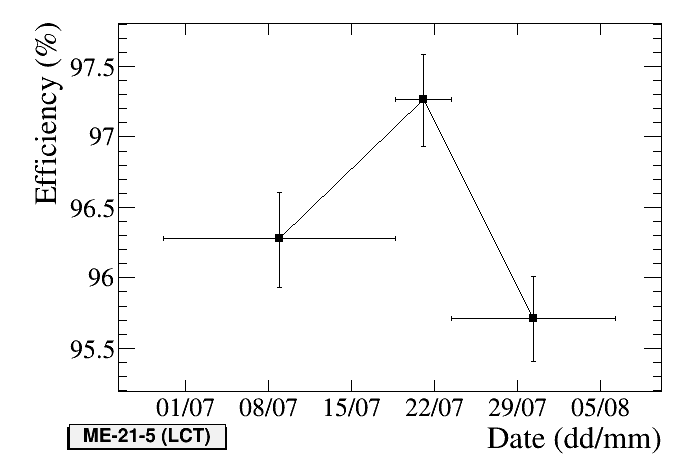 Efficiency (%)
97.5
97
96.5
96
95.5
01/07 08/07 15/07 22/07 29/07 05/08
ME-21-5 (LCT)
Date (dd/mm)